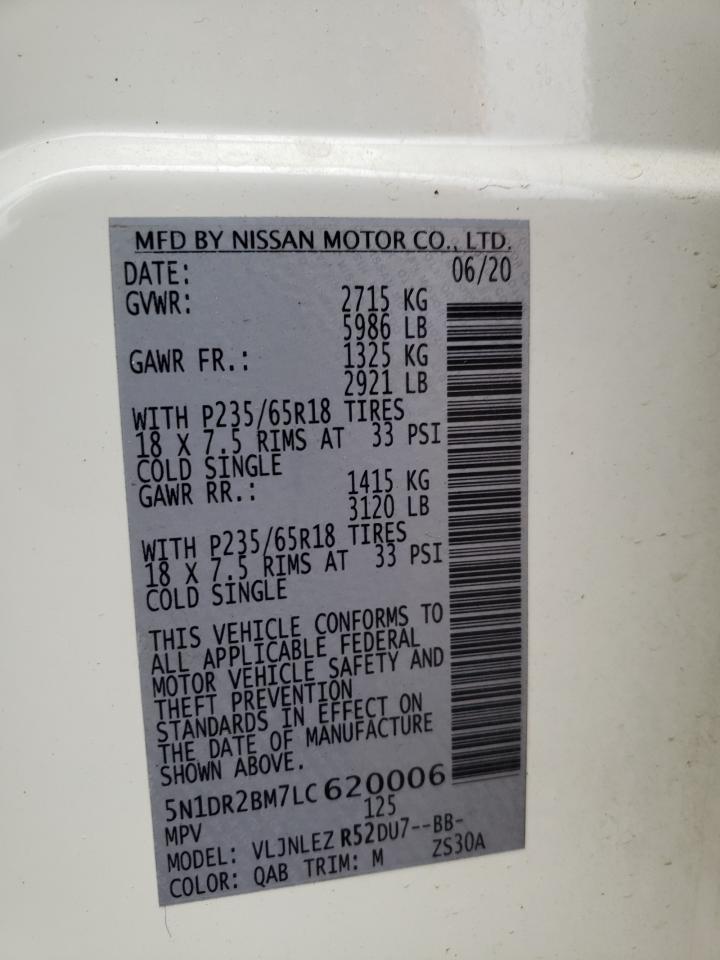 MFD BY NISSAN MOTOR CO., LTD.
DATE: 06/20
GVWR: 2715 KG
5986 LB
GAWR FR.: 1325 KG
2921 LB
WITH P235/65R18 TIRES
18 X 7.5 RIMS AT 33 PSI
COLD SINGLE
GAWR RR.: 1415 KG
3120 LB
WITH P235/65R18 TIRES
18 X 7.5 RIMS AT 33 PSI
COLD SINGLE
THIS VEHICLE CONFORMS TO
ALL APPLICABLE FEDERAL
MOTOR VEHICLE SAFETY AND
THEFT PREVENTION
STANDARDS IN EFFECT ON
THE DATE OF MANUFACTURE
SHOWN ABOVE.
5N1DR2BM7LC620006
MPV 125
MODEL: VLJNLEZ R52DU7--BB-
COLOR: QAB TRIM: M ZS30A